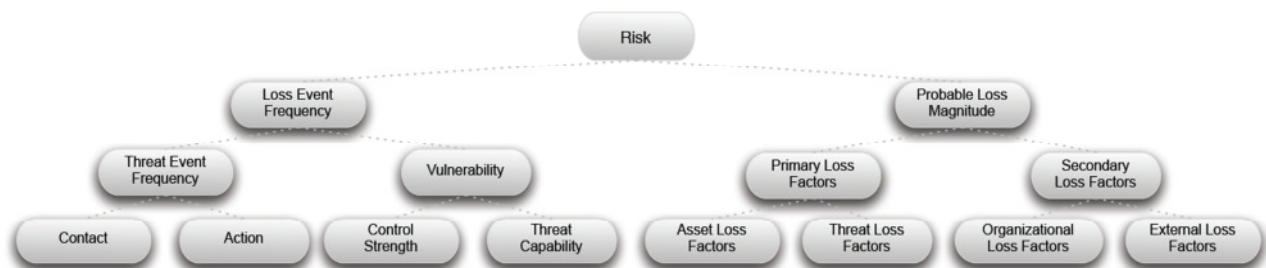 Risk
Loss Event
Frequency
Probable Loss
Magnitude
Threat Event
Frequency
Vulnerability
Primary Loss
Factors
Secondary
Loss Factors
Contact
Action
Control
Strength
Threat
Capability
Asset Loss
Factors
Threat Loss
Factors
Organizational
Loss Factors
External Loss
Factors